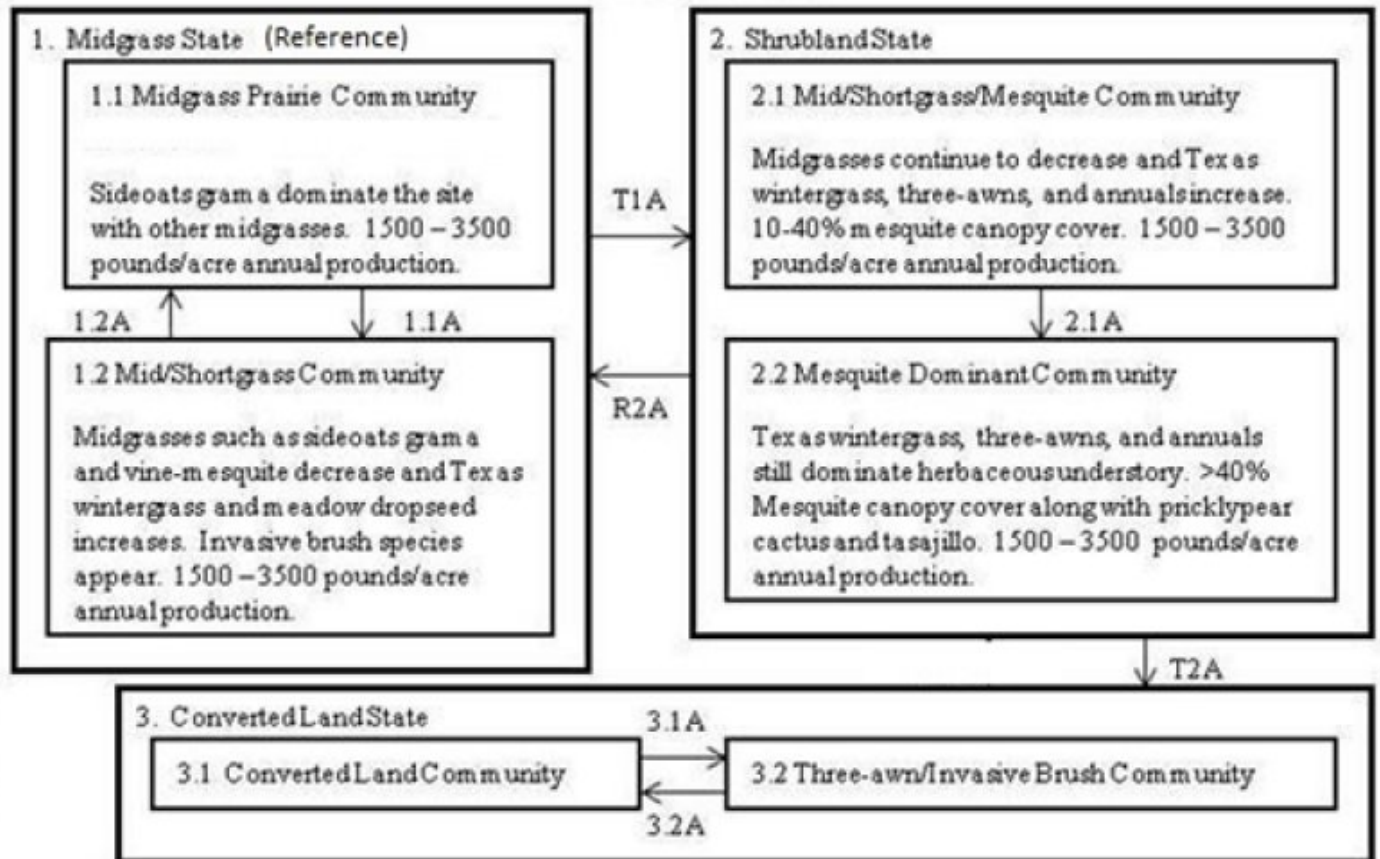 1. Midgrass State (Reference)
1.1 Midgrass Prairie Community
Sideoats grama dominate the site
with other midgrasses. 1500 – 3500
pounds/acre annual production.
1.2A
1.1A
1.2 Mid/Shortgrass Community
Midgrasses such as sideoats grama
and vine-mesquite decrease and Texas
wintergrass and meadow dropseed
increases. Invasive brush species
appear. 1500 – 3500 pounds/acre
annual production.
T1A
R2A
2. Shrubland State
2.1 Mid/Shortgrass/Mesquite Community
Midgrasses continue to decrease and Texas
wintergrass, three-awns, and annuals increase.
10-40% mesquite canopy cover. 1500 – 3500
pounds/acre annual production.
2.1A
2.2 Mesquite Dominant Community
Texas wintergrass, three-awns, and annuals
still dominate herbaceous understory. >40%
Mesquite canopy cover along with pricklypear
cactus and tasajillo. 1500 – 3500 pounds/acre
annual production.
T2A
3. Converted Land State
3.1 Converted Land Community
3.1A
3.2A
3.2 Three-awn/Invasive Brush Community